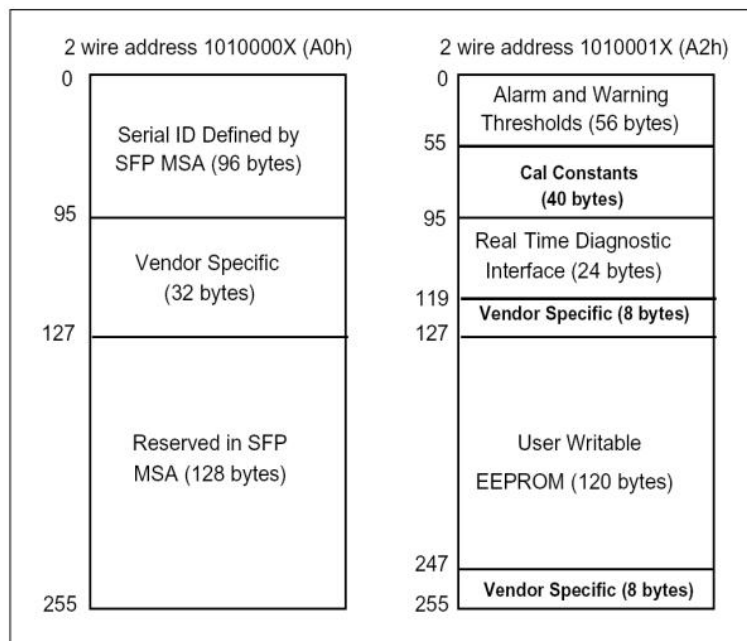 2 wire address 1010000X (A0h)
0
Serial ID Defined by
SFP MSA (96 bytes)
95
Vendor Specific
(32 bytes)
127
Reserved in SFP
MSA (128 bytes)
255
2 wire address 1010001X (A2h)
0
Alarm and Warning
Thresholds (56 bytes)
55
Cal Constants
(40 bytes)
95
Real Time Diagnostic
Interface (24 bytes)
119
Vendor Specific (8 bytes)
127
User Writable
EEPROM (120 bytes)
247
Vendor Specific (8 bytes)
255